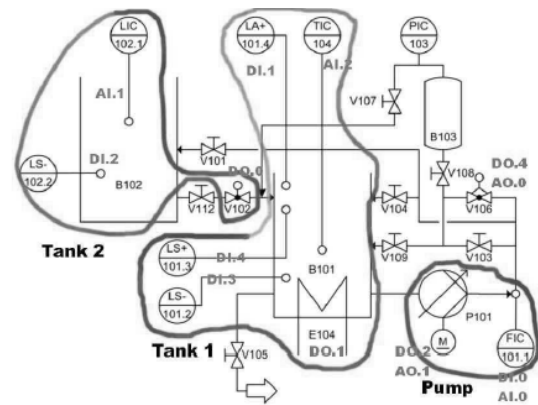 LIC
102.1
LA+
101.4
TIC
104
PIC
103
DI.1
AI.2
AI.1
V107
B103
DI.2
LS-
102.2
B102
V101
DO.0
V108
DO.4
AO.0
V112
V102
V104
V106
Tank 2
LS+
101.3
DI.4
B101
V109
V103
DI.3
LS-
101.2
P101
E104
Tank 1
V105
DO.1
DO.2
AO.1
M
FIC
101.1
DI.0
AI.0
Pump